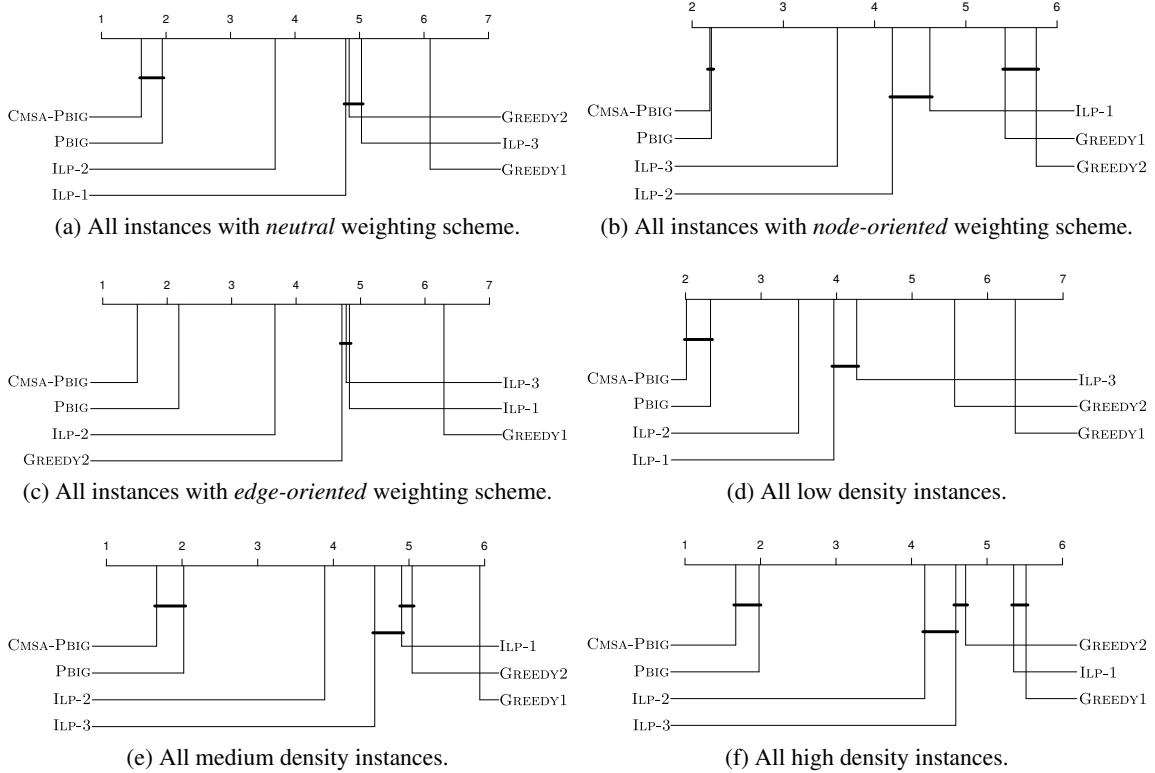 1 2 3 4 5 6 7
CMSA-PBIG
PBIG
ILP-2
ILP-1
GREEDY2
ILP-3
GREEDY1
(a) All instances with neutral weighting scheme.
2 3 4 5 6
CMSA-PBIG
PBIG
ILP-3
ILP-2
ILP-1
GREEDY1
GREEDY2
(b) All instances with node-oriented weighting scheme.
1 2 3 4 5 6 7
CMSA-PBIG
PBIG
ILP-2
GREEDY2
ILP-3
ILP-1
GREEDY1
(c) All instances with edge-oriented weighting scheme.
2 3 4 5 6 7
CMSA-PBIG
PBIG
ILP-2
ILP-1
ILP-3
GREEDY2
GREEDY1
(d) All low density instances.
1 2 3 4 5 6
CMSA-PBIG
PBIG
ILP-2
ILP-3
ILP-1
GREEDY2
GREEDY1
(e) All medium density instances.
1 2 3 4 5 6
CMSA-PBIG
PBIG
ILP-2
ILP-3
GREEDY2
ILP-1
GREEDY1
(f) All high density instances.